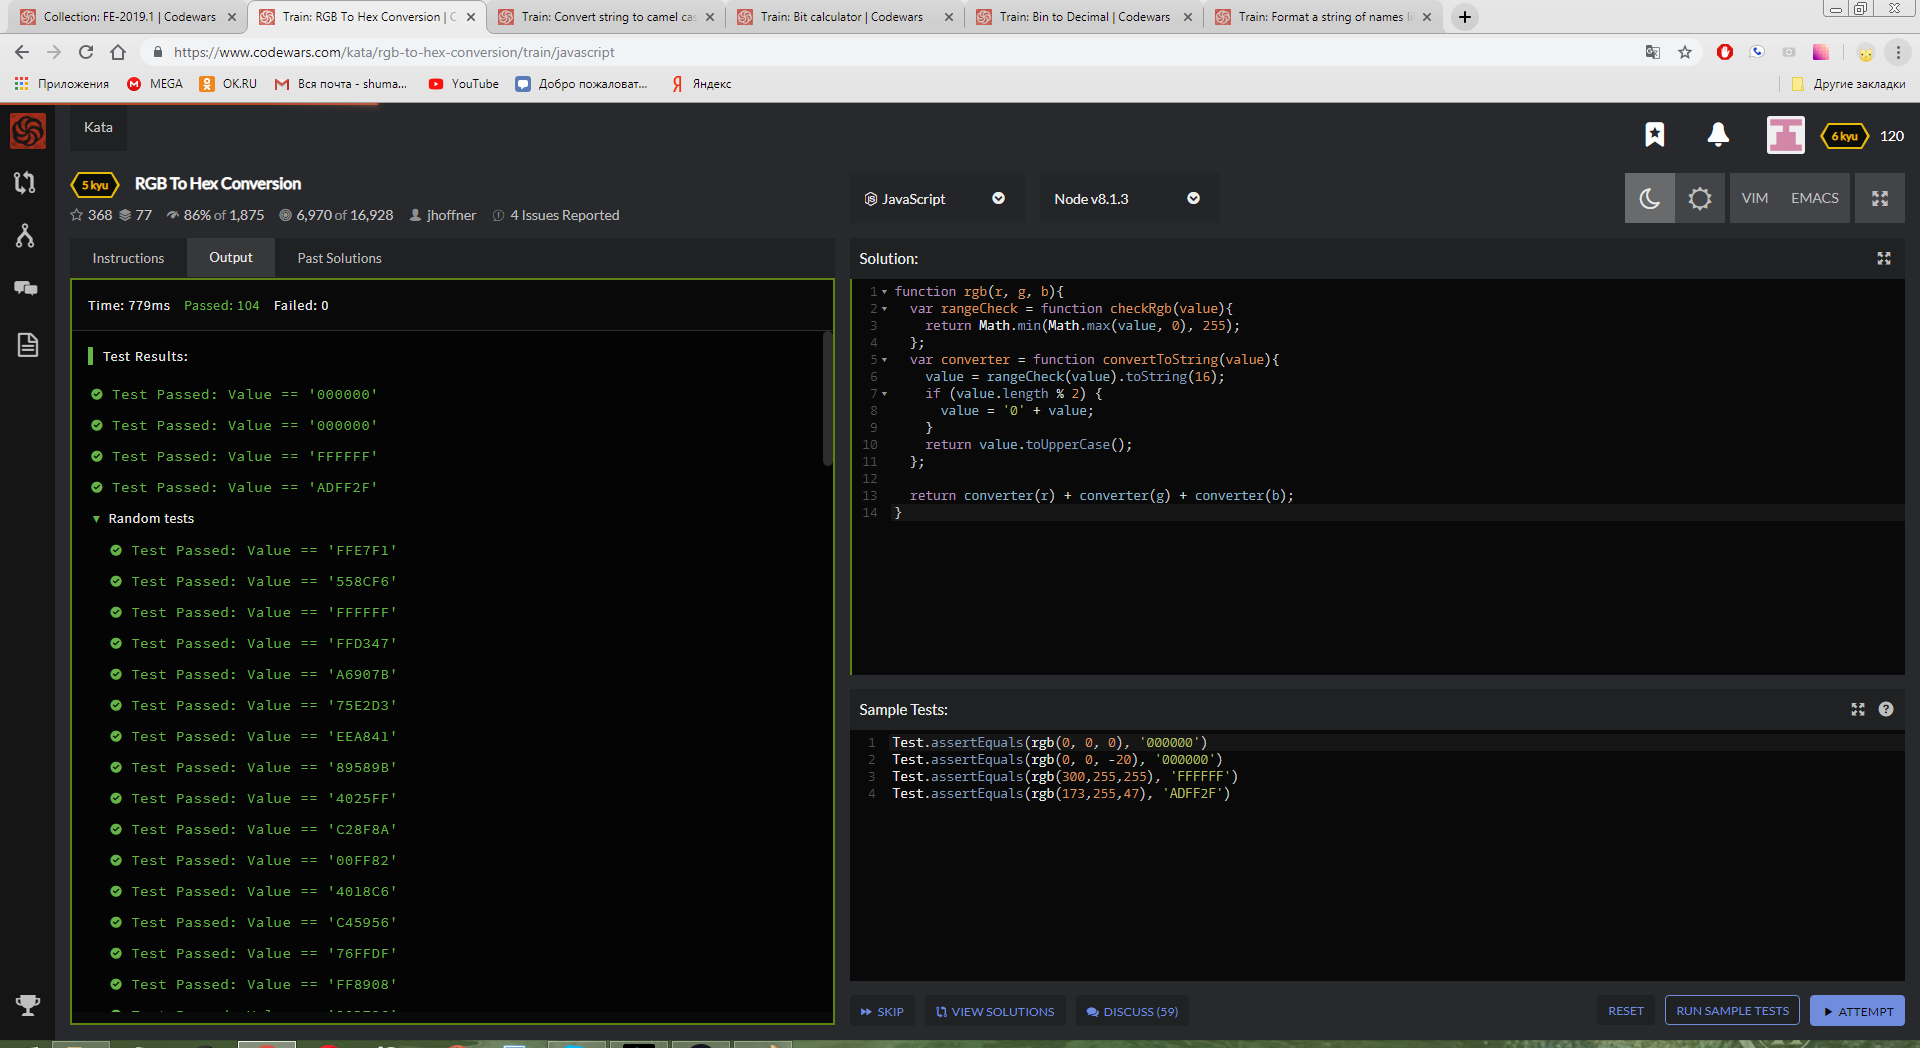 Collection: FE-2019.1 | Codewars
Train: RGB To Hex Conversion | C
Train: Convert string to camel cas
Train: Bit calculator | Codewars
Train: Bin to Decimal | Codewars
Train: Format a string of names li
https://www.codewars.com/kata/rgb-to-hex-conversion/train/javascript
Приложения
MEGA
OK.RU
Вся почта - shuma...
YouTube
Добро пожаловат...
Яндекс
Другие закладки
Kata
6 kyu
120
5 kyu
RGB To Hex Conversion
368 77 86% of 1,875 6,970 of 16,928 jhoffner 4 Issues Reported
JavaScript
Node v8.1.3
VIM
EMACS
Instructions
Output
Past Solutions
Time: 779ms Passed: 104 Failed: 0
Test Results:
Test Passed: Value == '000000'
Test Passed: Value == '000000'
Test Passed: Value == 'FFFFFF'
Test Passed: Value == 'ADFF2F'
Random tests
Test Passed: Value == 'FFE7F1'
Test Passed: Value == '558CF6'
Test Passed: Value == 'FFFFFF'
Test Passed: Value == 'FFD347'
Test Passed: Value == 'A6907B'
Test Passed: Value == '75E2D3'
Test Passed: Value == 'EEA841'
Test Passed: Value == '89589B'
Test Passed: Value == '4025FF'
Test Passed: Value == 'C28F8A'
Test Passed: Value == '00FF82'
Test Passed: Value == '4018C6'
Test Passed: Value == 'C45956'
Test Passed: Value == '76FFDF'
Test Passed: Value == 'FF8908'
Solution:
1 function rgb(r, g, b){
2 var rangeCheck = function checkRgb(value){
3 return Math.min(Math.max(value, 0), 255);
4 };
5 var converter = function convertToString(value){
6 value = rangeCheck(value).toString(16);
7 if (value.length % 2) {
8 value = '0' + value;
9 }
10 return value.toUpperCase();
11 };
12
13 return converter(r) + converter(g) + converter(b);
14 }
Sample Tests:
1 Test.assertEquals(rgb(0, 0, 0), '000000')
2 Test.assertEquals(rgb(0, 0, -20), '000000')
3 Test.assertEquals(rgb(300,255,255), 'FFFFFF')
4 Test.assertEquals(rgb(173,255,47), 'ADFF2F')
SKIP
VIEW SOLUTIONS
DISCUSS (59)
RESET
RUN SAMPLE TESTS
ATTEMPT